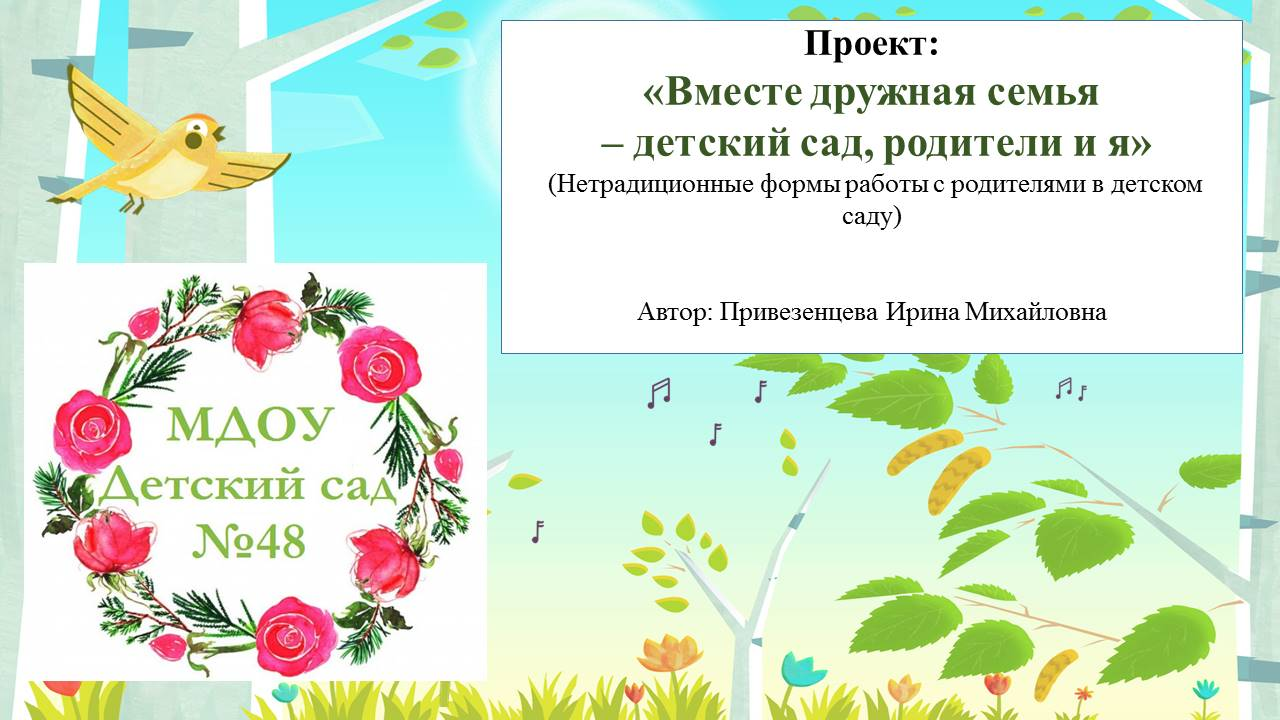 Проект:
«Вместе дружная семья
– детский сад, родители и я»
(Нетрадиционные формы работы с родителями в детском
саду)
Автор: Привезенцева Ирина Михайловна
МДОУ
Детский сад
№48